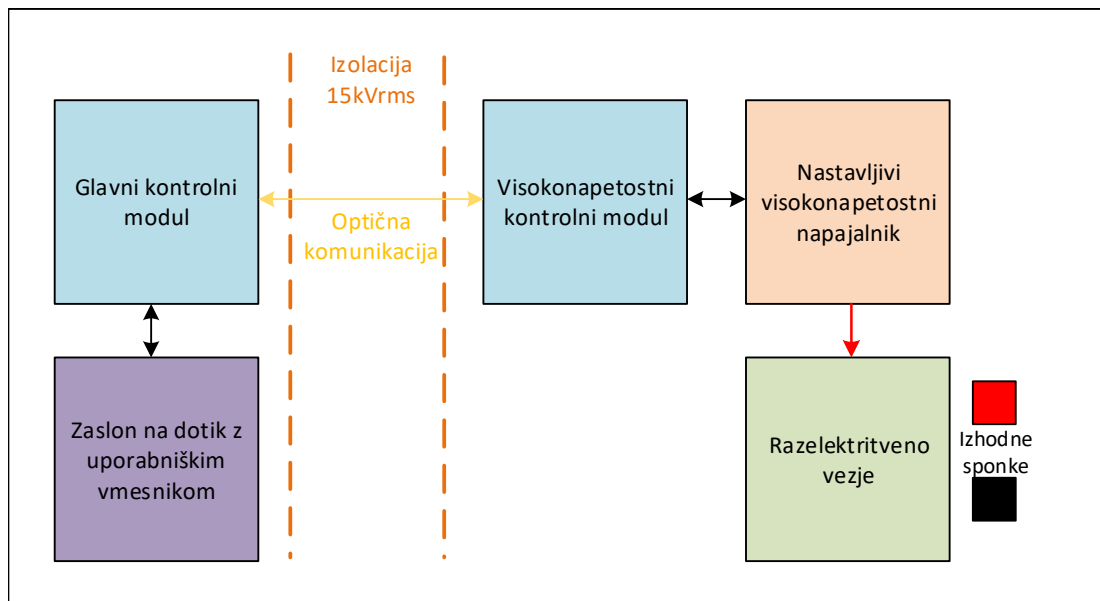 Izolacija
15kVrms
Glavni kontrolni
modul
Optična
komunikacija
Visokonapetostni
kontrolni modul
Nastavljivi
visokonapetostni
napajalnik
Zaslon na dotik z
uporabniškim
vmesnikom
Razelektritveno
vezje
Izhodne
sponke